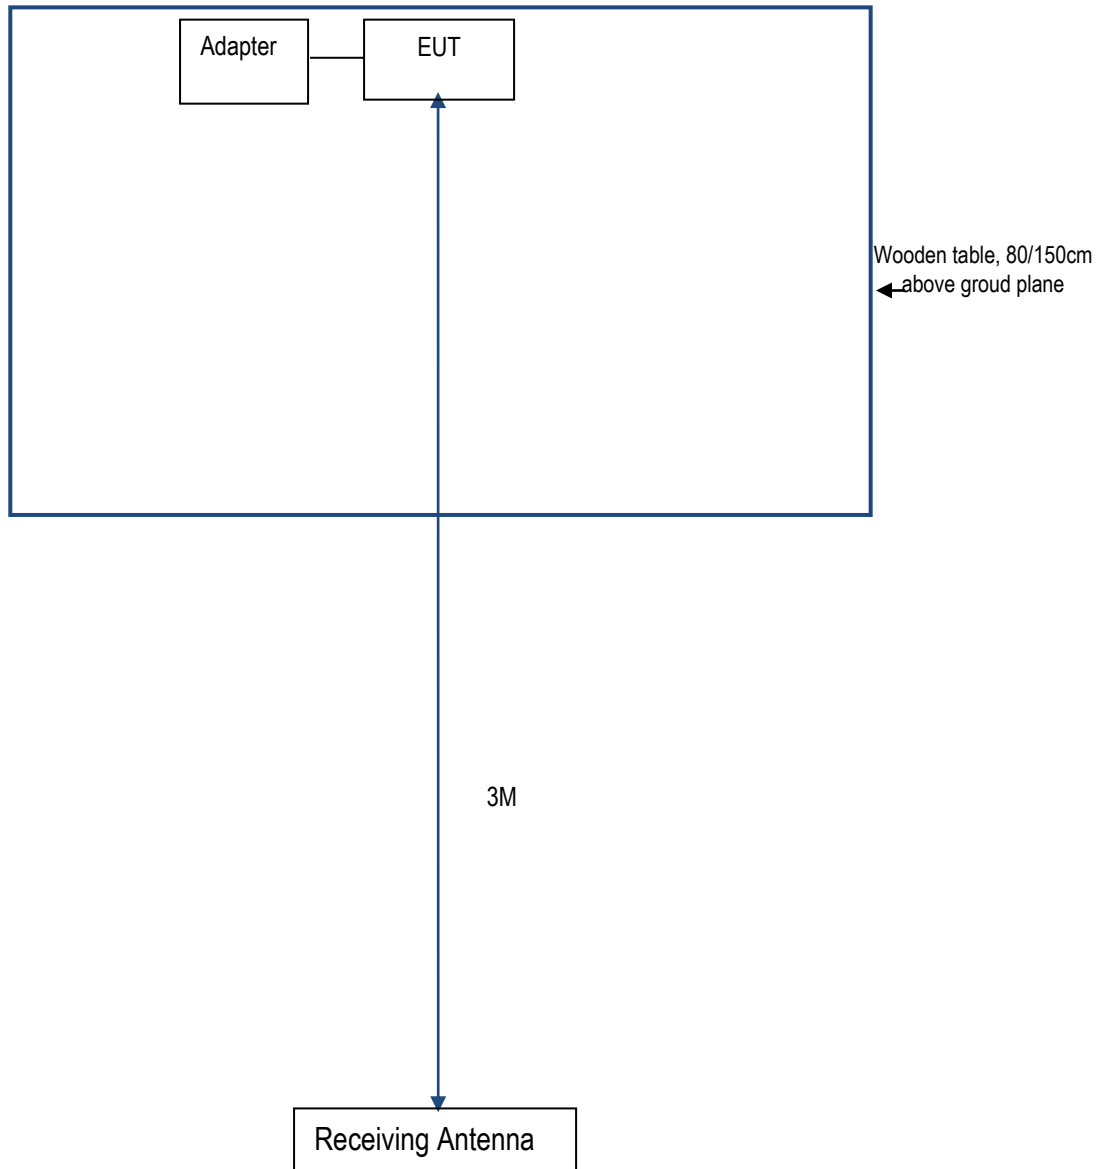 Adapter
EUT
Wooden table, 80/150cm
above groud plane
3M
Receiving Antenna